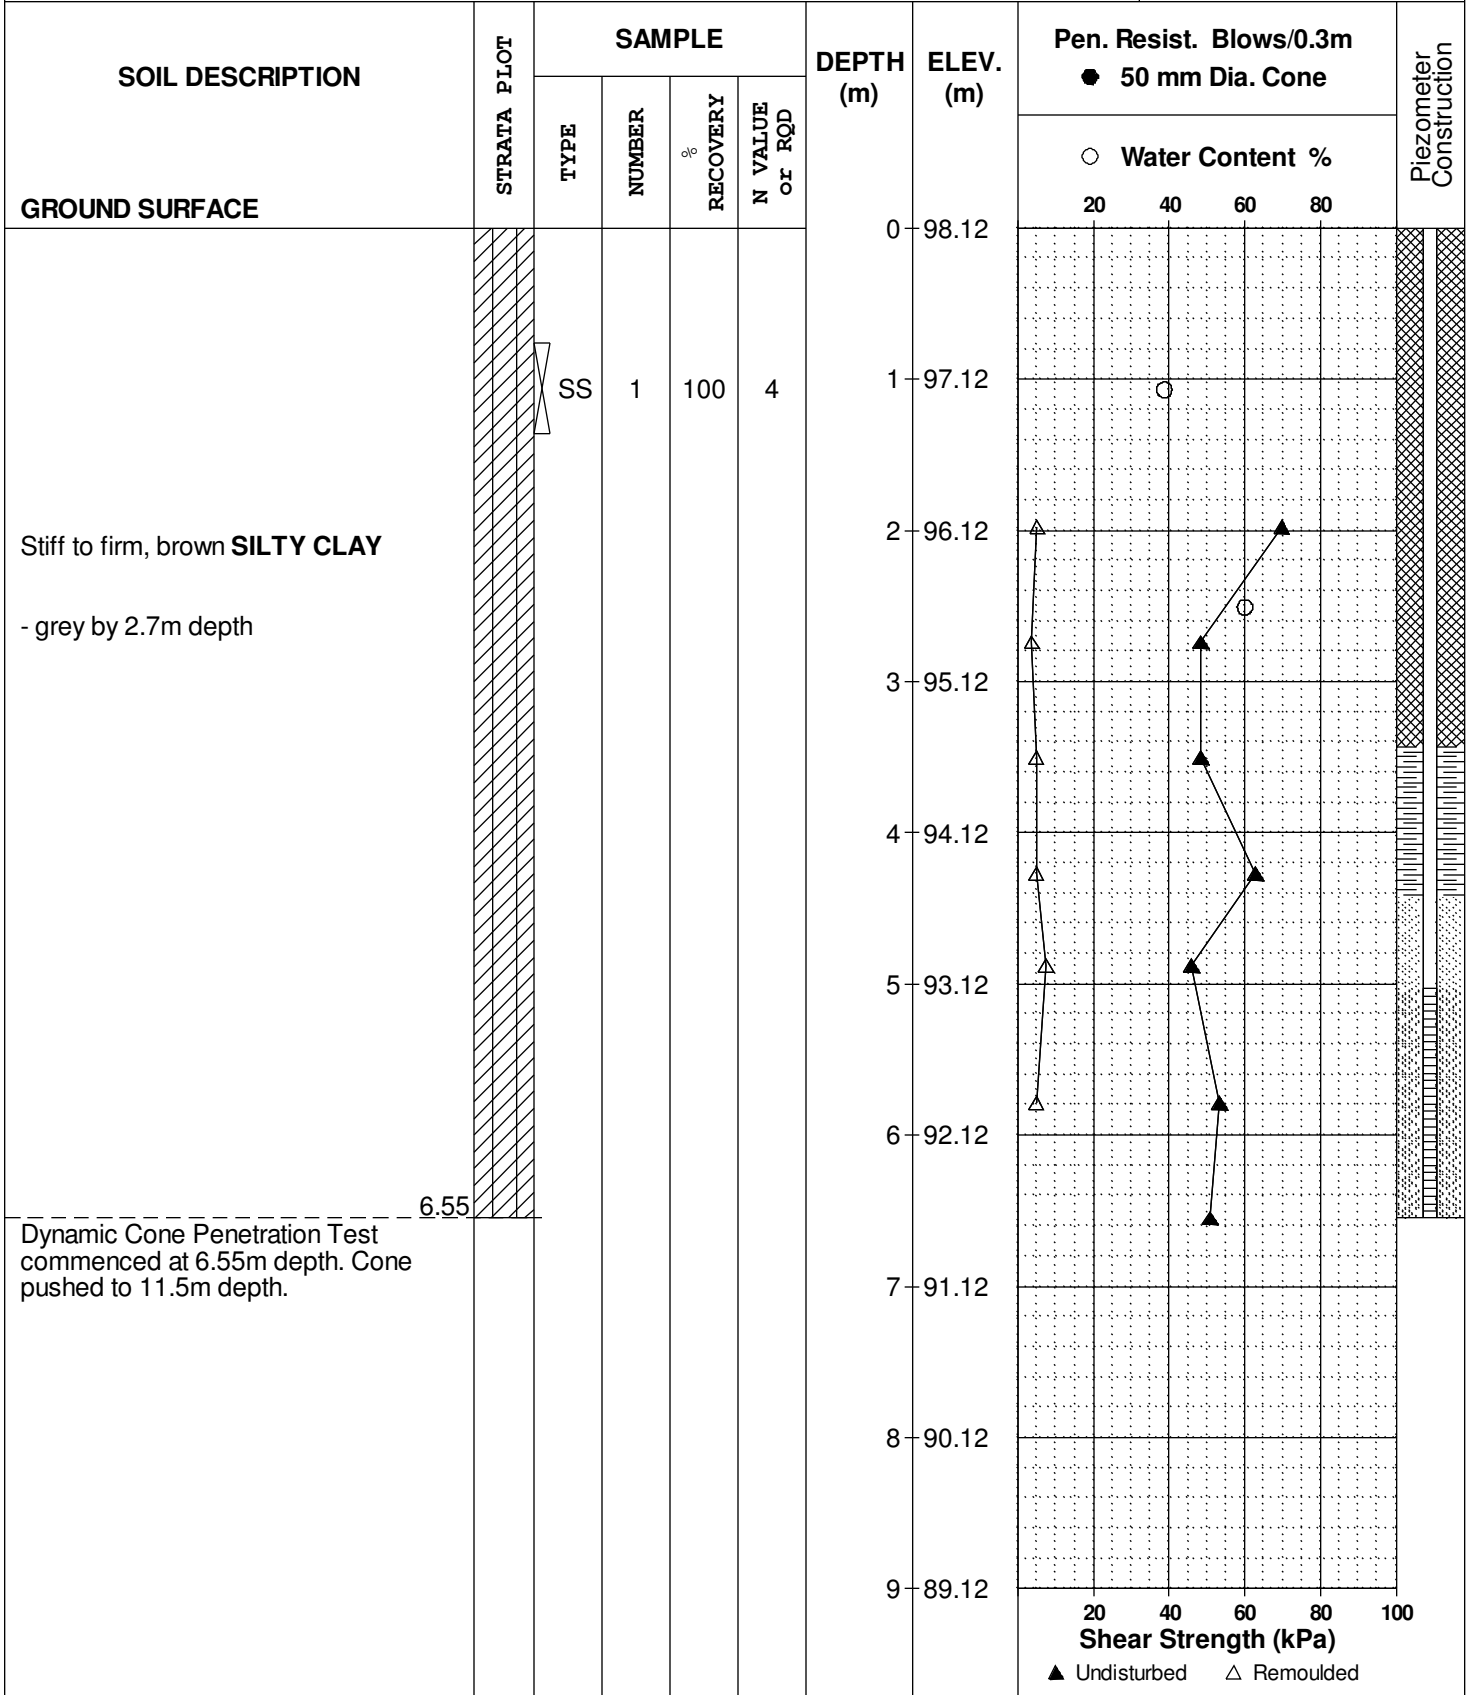 SOIL DESCRIPTION
GROUND SURFACE
STRATA PLOT
SAMPLE
TYPE
NUMBER
%
RECOVERY
N VALUE
or RQD
DEPTH
(m)
ELEV.
(m)
Pen. Resist. Blows/0.3m
● 50 mm Dia. Cone
○ Water Content %
20 40 60 80
Piezometer
Construction
0 98.12
SS 1 100 4
1 97.12
2 96.12
Stiff to firm, brown SILTY CLAY
- grey by 2.7m depth
3 95.12
4 94.12
5 93.12
6 92.12
6.55
Dynamic Cone Penetration Test
commenced at 6.55m depth. Cone
pushed to 11.5m depth.
7 91.12
8 90.12
9 89.12
20 40 60 80 100
Shear Strength (kPa)
▲ Undisturbed △ Remoulded